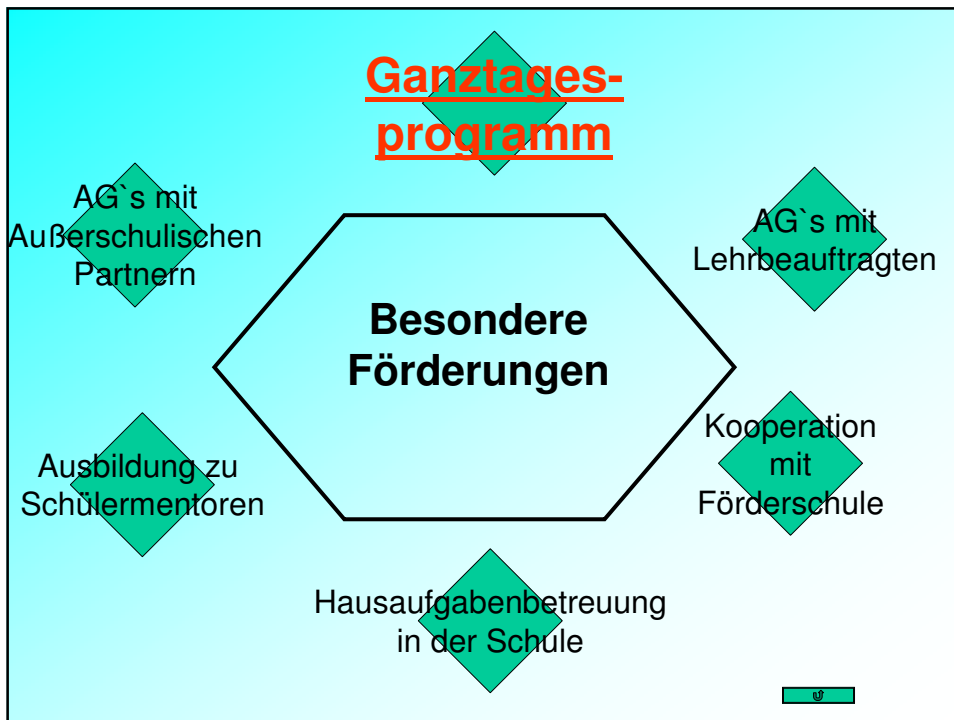 Ganztages-
programm
AG`s mit
Außerschulischen
Partnern
AG`s mit
Lehrbeauftragten
Besondere
Förderungen
Ausbildung zu
Schülermentoren
Kooperation
mit
Förderschule
Hausaufgabenbetreuung
in der Schule